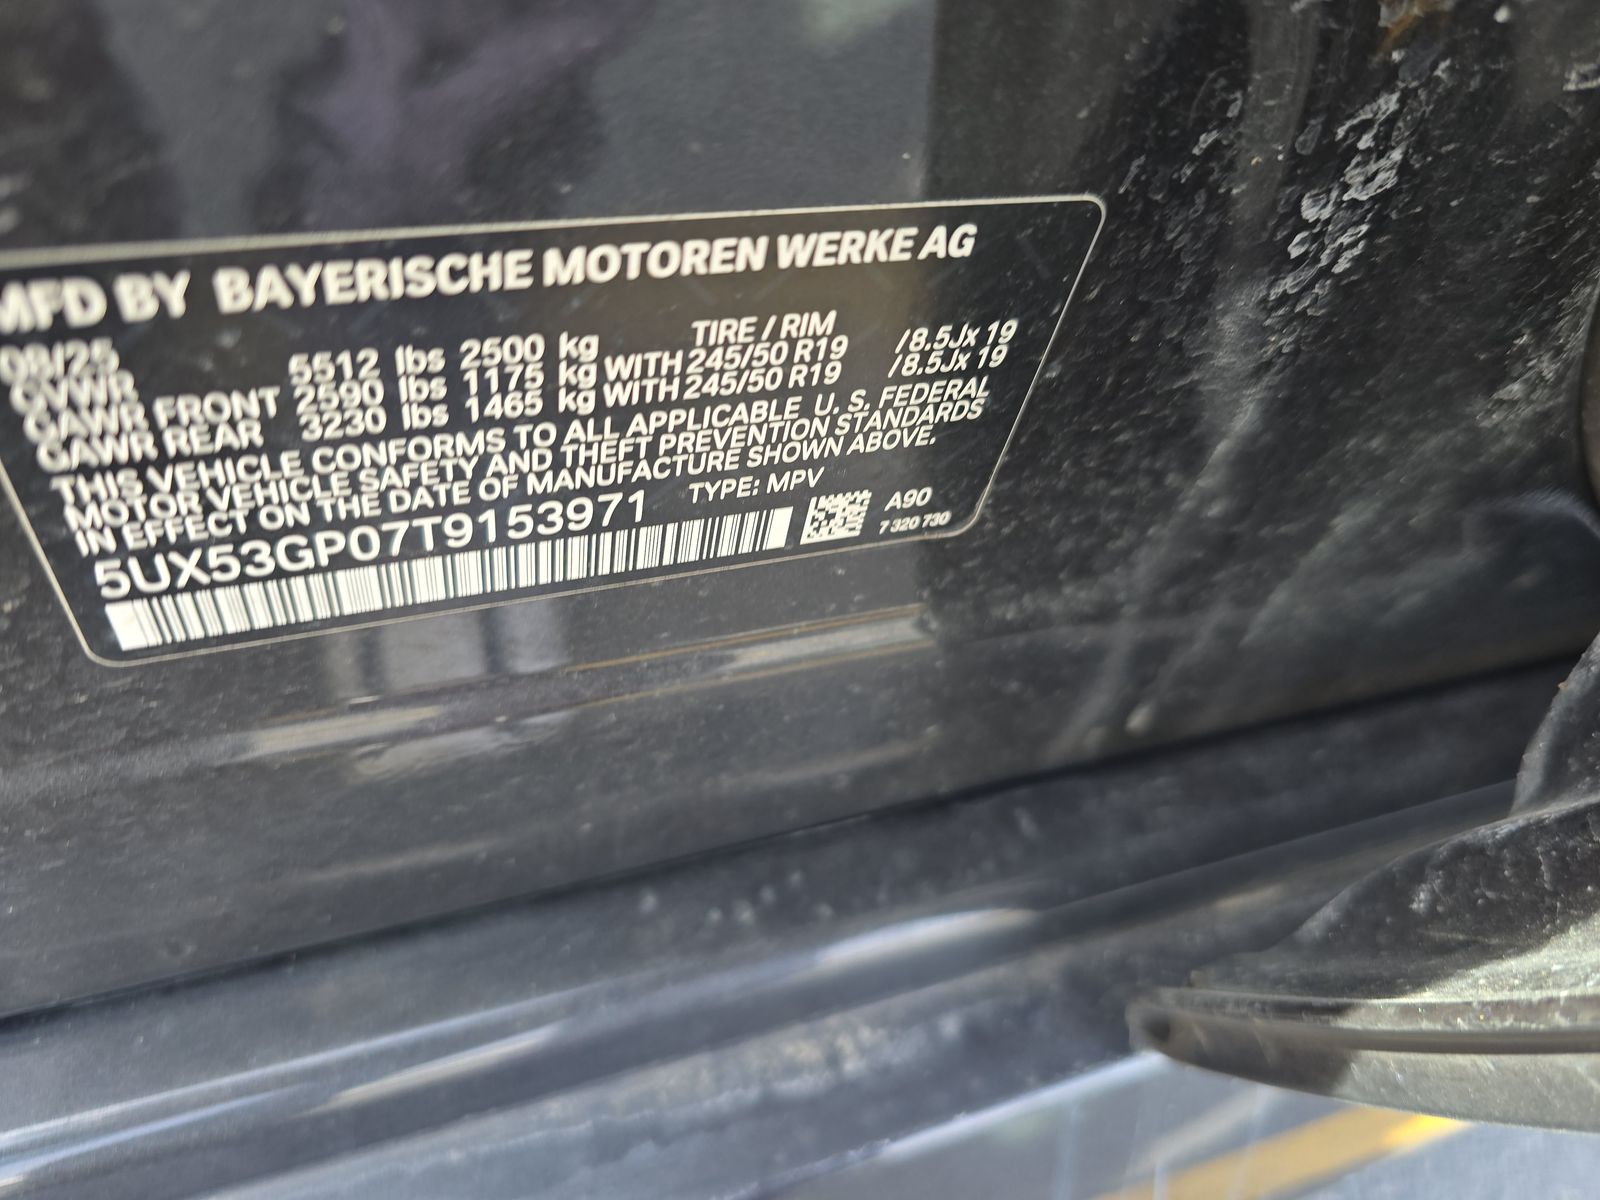 MFD BY BAYERISCHE MOTOREN WERKE AG
08/25 TIRE / RIM
GVWR 5512 lbs 2500 kg
GAWR FRONT 2590 lbs 1175 kg WITH 245/50 R19 /8.5Jx 19
GAWR REAR 3230 lbs 1465 kg WITH 245/50 R19 /8.5Jx 19
THIS VEHICLE CONFORMS TO ALL APPLICABLE U. S. FEDERAL
MOTOR VEHICLE SAFETY AND THEFT PREVENTION STANDARDS
IN EFFECT ON THE DATE OF MANUFACTURE SHOWN ABOVE.
5UX53GP07T9153971 TYPE: MPV
A90
7 320 730